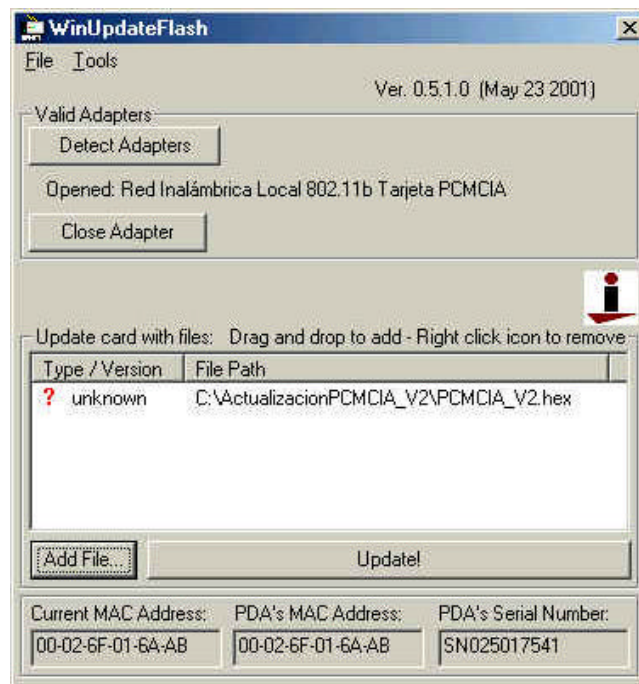 WinUpdateFlash
File Tools
Ver. 0.5.1.0 (May 23 2001)
Valid Adapters
Detect Adapters
Opened: Red Inalámbrica Local 802.11b Tarjeta PCMCIA
Close Adapter
Update card with files: Drag and drop to add - Right click icon to remove
Type / Version File Path
? unknown C:\ActualizacionPCMCIA_V2\PCMCIA_V2.hex
Add File... Update!
Current MAC Address: PDA's MAC Address: PDA's Serial Number:
00-02-6F-01-6A-AB 00-02-6F-01-6A-AB SN025017541